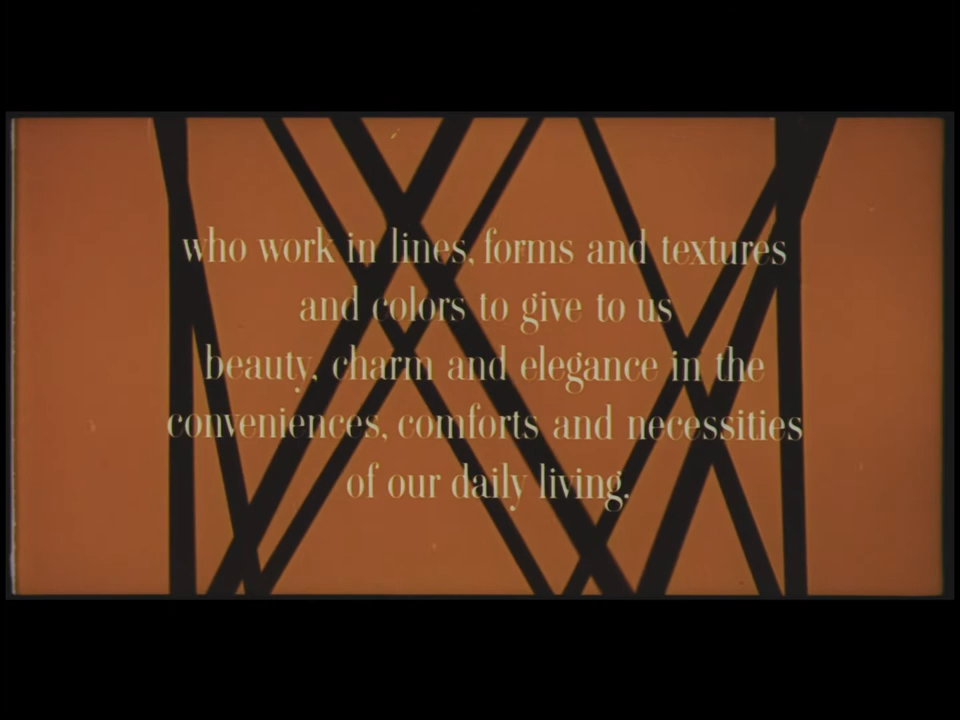 who work in lines, forms and textures
and colors to give to us
beauty, charm and elegance in the
conveniences, comforts and necessities
of our daily living.